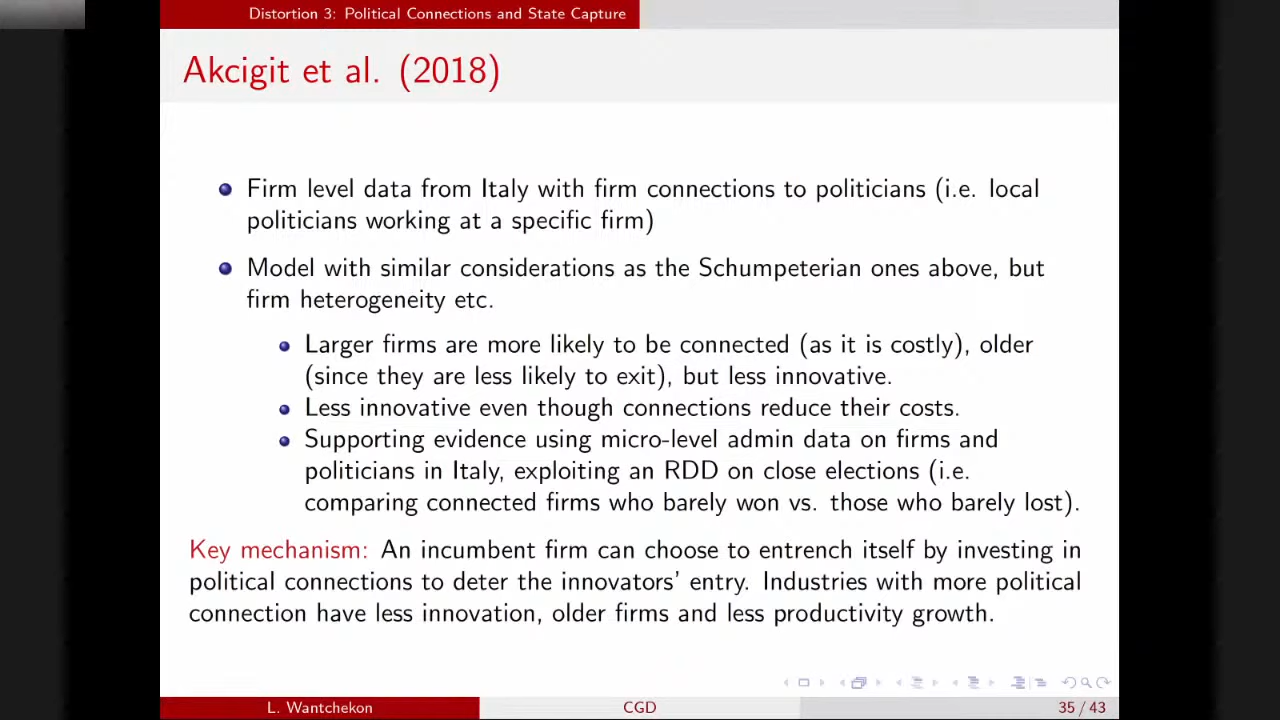 Distortion 3: Political Connections and State Capture
Akcigit et al. (2018)
Firm level data from Italy with firm connections to politicians (i.e. local
politicians working at a specific firm)
Model with similar considerations as the Schumpeterian ones above, but
firm heterogeneity etc.
Larger firms are more likely to be connected (as it is costly), older
(since they are less likely to exit), but less innovative.
Less innovative even though connections reduce their costs.
Supporting evidence using micro-level admin data on firms and
politicians in Italy, exploiting an RDD on close elections (i.e.
comparing connected firms who barely won vs. those who barely lost).
Key mechanism: An incumbent firm can choose to entrench itself by investing in
political connections to deter the innovators' entry. Industries with more political
connection have less innovation, older firms and less productivity growth.
L. Wantchekon
CGD
35 / 43